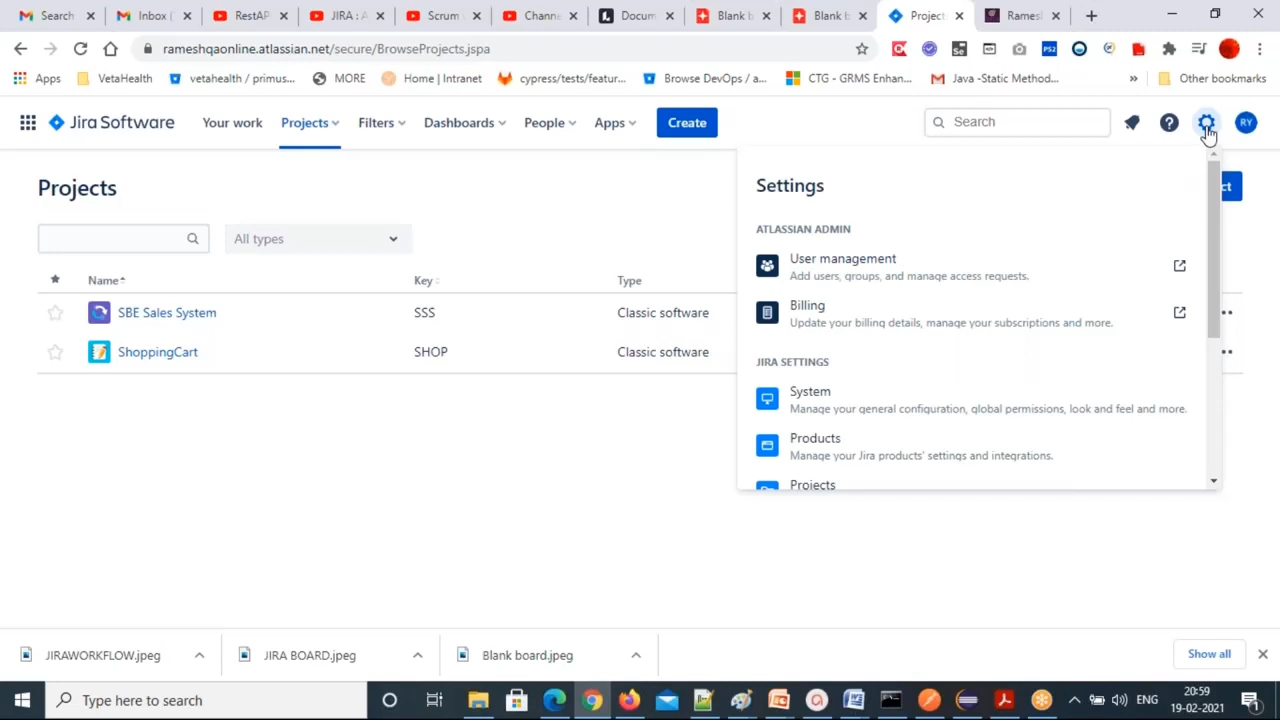 Search
Inbox (
RestAP
JIRA : A
Scrum
Channe
Docum
Blank b
Blank b
Project
Rames
rameshqaonline.atlassian.net/secure/BrowseProjects.jspa
PS2
Apps
VetaHealth
vetahealth / primus...
MORE
Home | Intranet
cypress/tests/featur...
Browse DevOps / a...
CTG - GRMS Enhan...
Java -Static Method...
»
Other bookmarks
Jira Software
Your work
Projects
Filters
Dashboards
People
Apps
Create
Search
RY
Projects
ct
Settings
All types
ATLASSIAN ADMIN
User management
Add users, groups, and manage access requests.
Name
Key
Type
SBE Sales System
SSS
Classic software
Billing
Update your billing details, manage your subscriptions and more.
ShoppingCart
SHOP
Classic software
JIRA SETTINGS
System
Manage your general configuration, global permissions, look and feel and more.
Products
Manage your Jira products' settings and integrations.
Projects
JIRAWORKFLOW.jpeg
JIRA BOARD.jpeg
Blank board.jpeg
Show all
Type here to search
ENG
20:59
19-02-2021
1